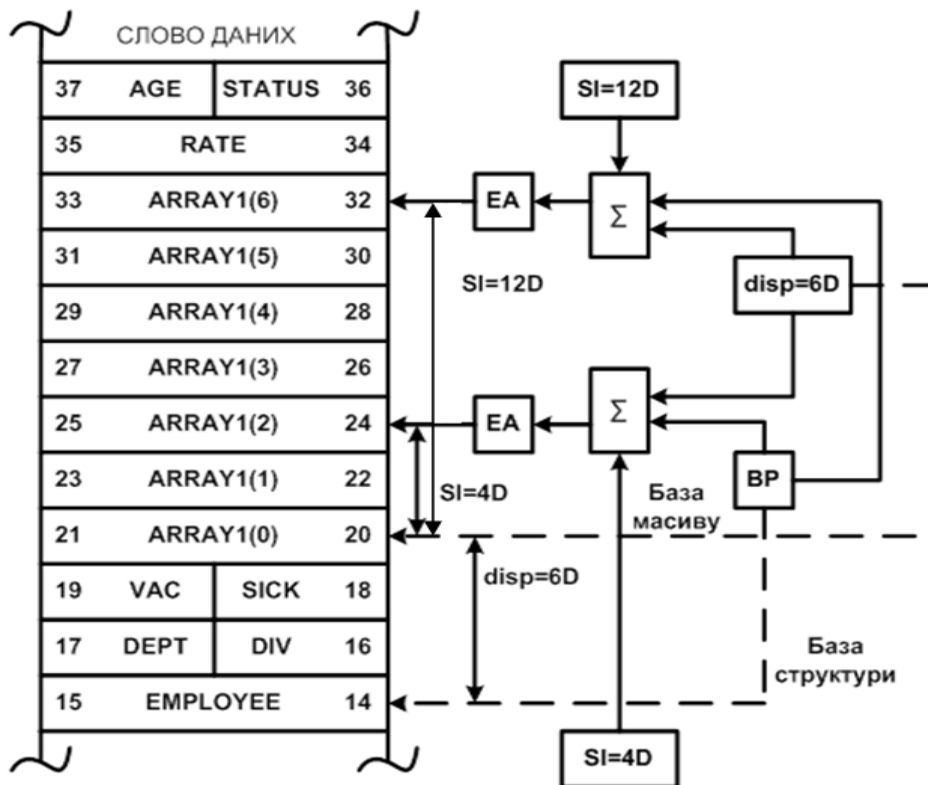 СЛОВО ДАНИХ
37 AGE STATUS 36
SI=12D
35 RATE 34
33 ARRAY1(6) 32
EA
Σ
31 ARRAY1(5) 30
SI=12D
disp=6D
29 ARRAY1(4) 28
27 ARRAY1(3) 26
25 ARRAY1(2) 24
EA
Σ
23 ARRAY1(1) 22
SI=4D
BP
База
масиву
21 ARRAY1(0) 20
19 VAC SICK 18
disp=6D
17 DEPT DIV 16
База
структури
15 EMPLOYEE 14
SI=4D